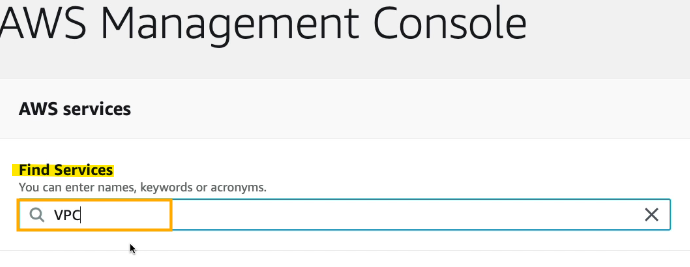 AWS Management Console
AWS services
Find Services
You can enter names, keywords or acronyms.
VPC